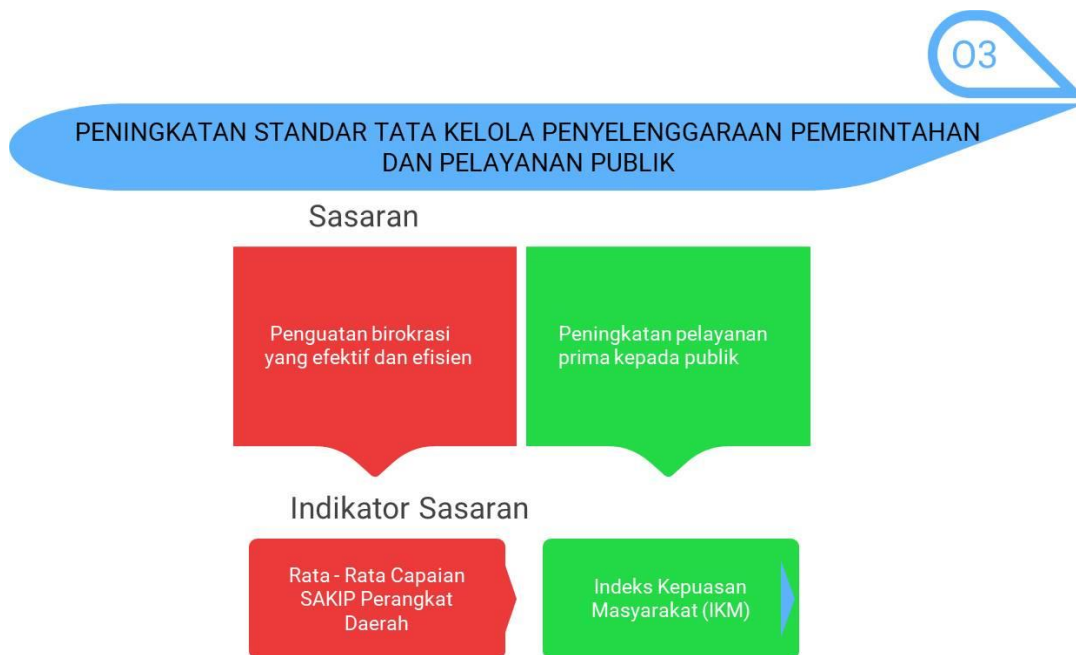 03
PENINGKATAN STANDAR TATA KELOLA PENYELENGGARAAN PEMERINTAHAN
DAN PELAYANAN PUBLIK
Sasaran
Penguatan birokrasi
yang efektif dan efisien
Peningkatan pelayanan
prima kepada publik
Indikator Sasaran
Rata - Rata Capaian
SAKIP Perangkat
Daerah
Indeks Kepuasan
Masyarakat (IKM)